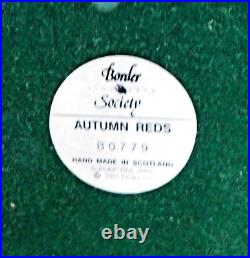 Border
Society
AUTUMN REDS
B0779
HAND MADE IN SCOTLAND